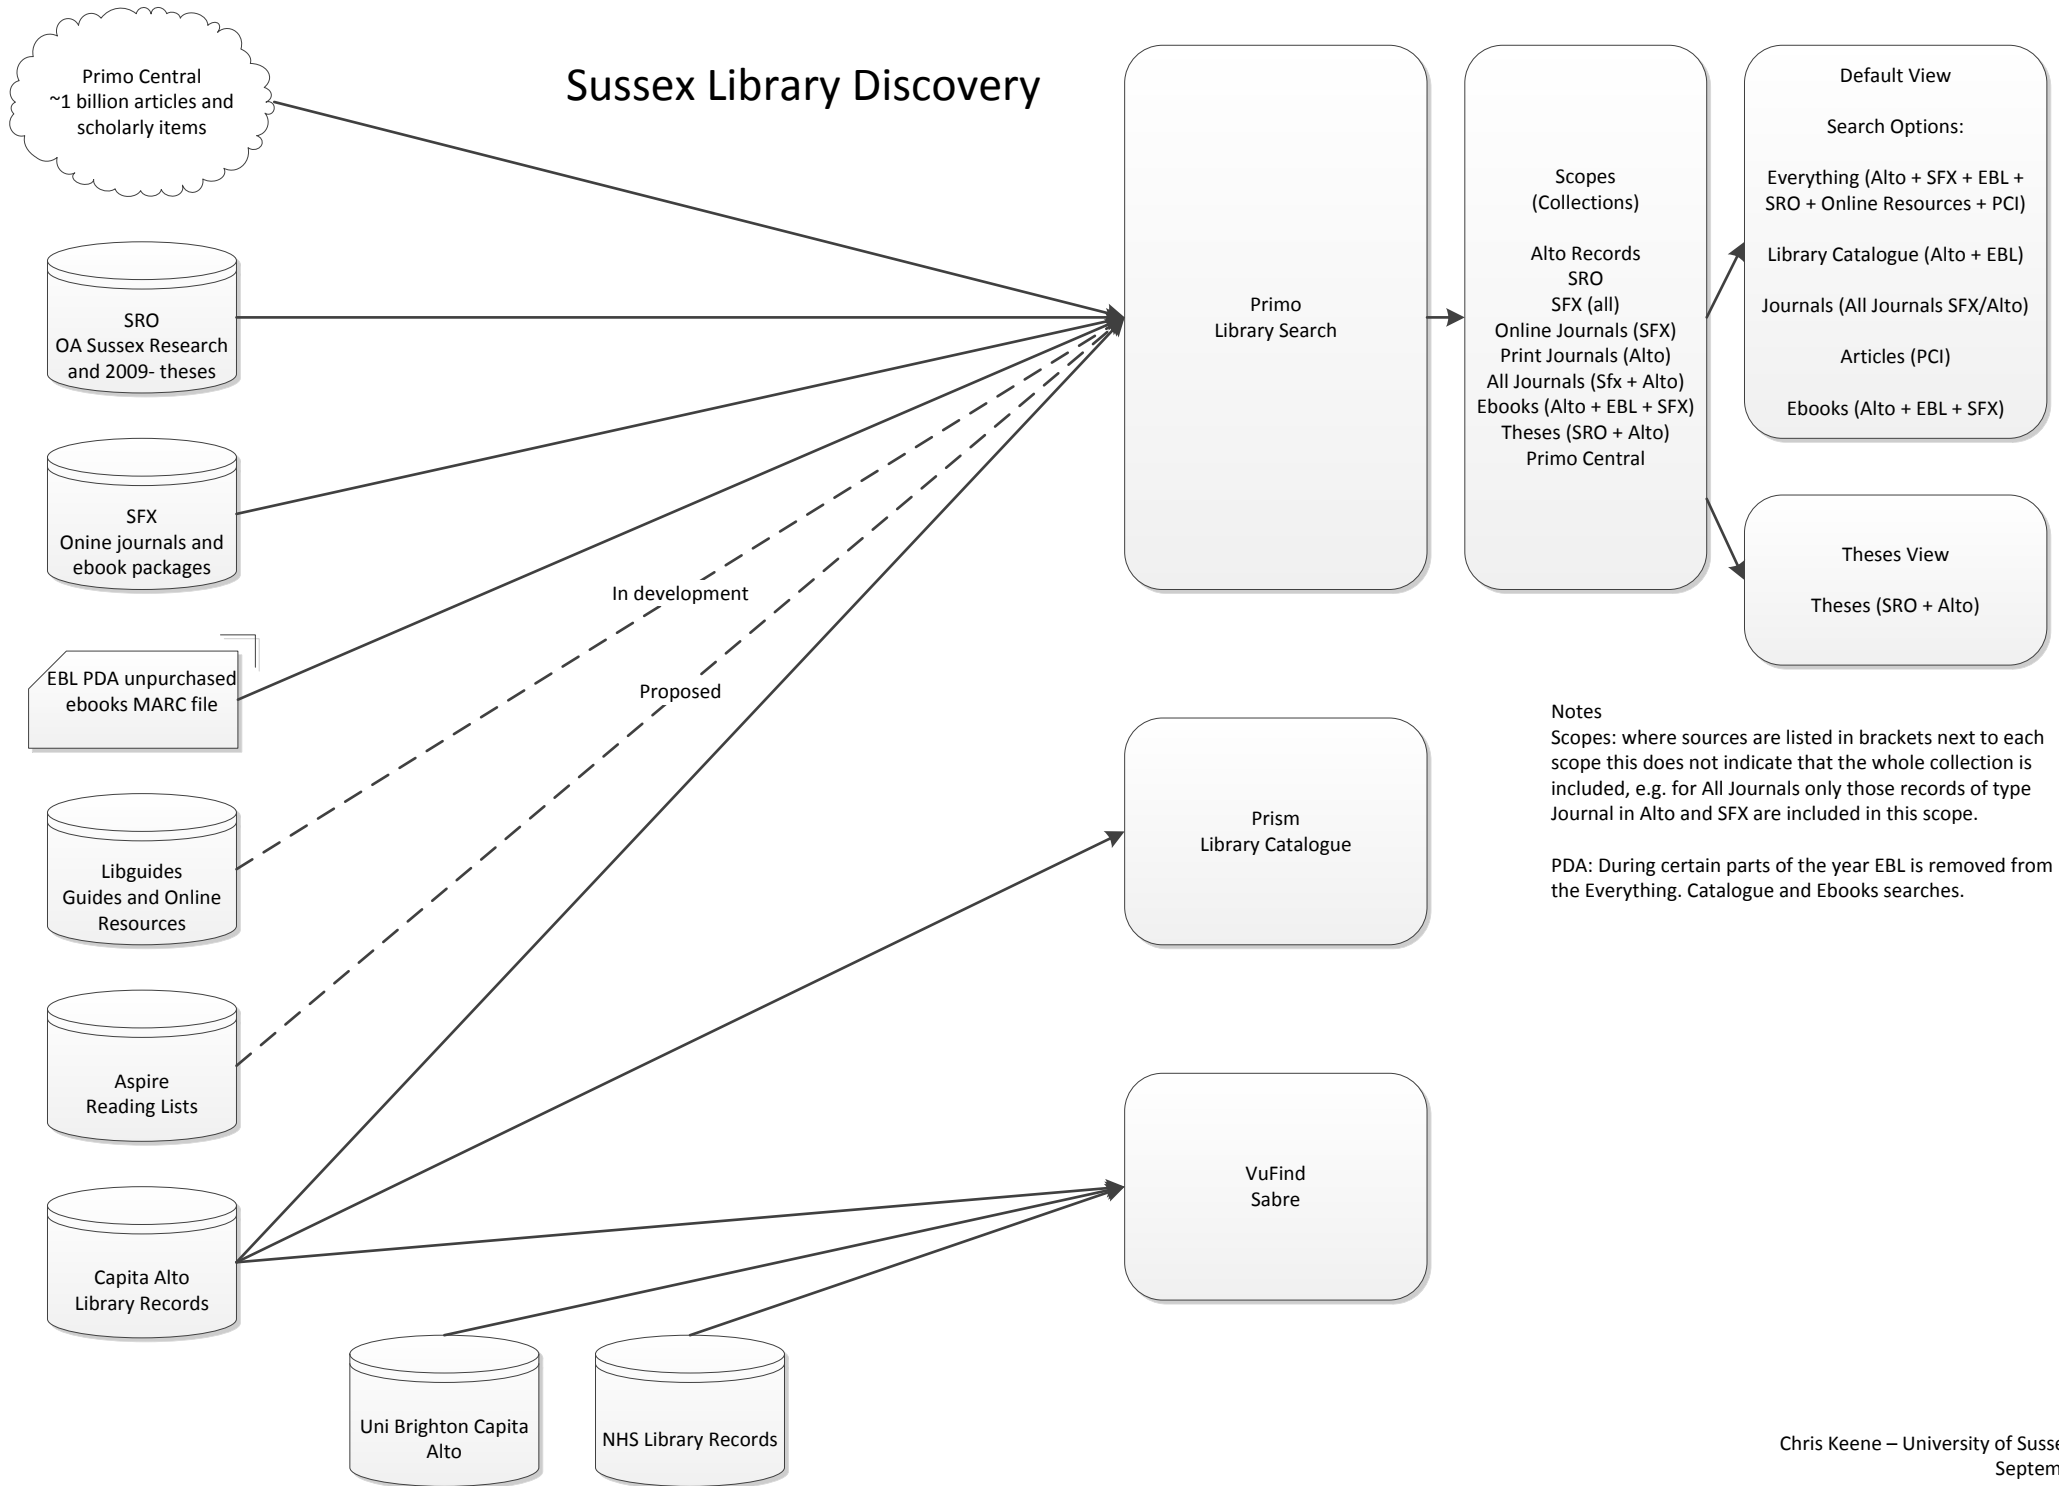 Sussex Library Discovery
Primo Central
~1 billion articles and
scholarly items
SRO
OA Sussex Research
and 2009- theses
SFX
Onine journals and
ebook packages
EBL PDA unpurchased
ebooks MARC file
Libguides
Guides and Online
Resources
Aspire
Reading Lists
Capita Alto
Library Records
Uni Brighton Capita
Alto
NHS Library Records
In development
Proposed
Primo
Library Search
Prism
Library Catalogue
VuFind
Sabre
Scopes
(Collections)
Alto Records
SRO
SFX (all)
Online Journals (SFX)
Print Journals (Alto)
All Journals (Sfx + Alto)
Ebooks (Alto + EBL + SFX)
Theses (SRO + Alto)
Primo Central
Default View
Search Options:
Everything (Alto + SFX + EBL +
SRO + Online Resources + PCI)
Library Catalogue (Alto + EBL)
Journals (All Journals SFX/Alto)
Articles (PCI)
Ebooks (Alto + EBL + SFX)
Theses View
Theses (SRO + Alto)
Notes
Scopes: where sources are listed in brackets next to each
scope this does not indicate that the whole collection is
included, e.g. for All Journals only those records of type
Journal in Alto and SFX are included in this scope.
PDA: During certain parts of the year EBL is removed from
the Everything. Catalogue and Ebooks searches.
Chris Keene – University of